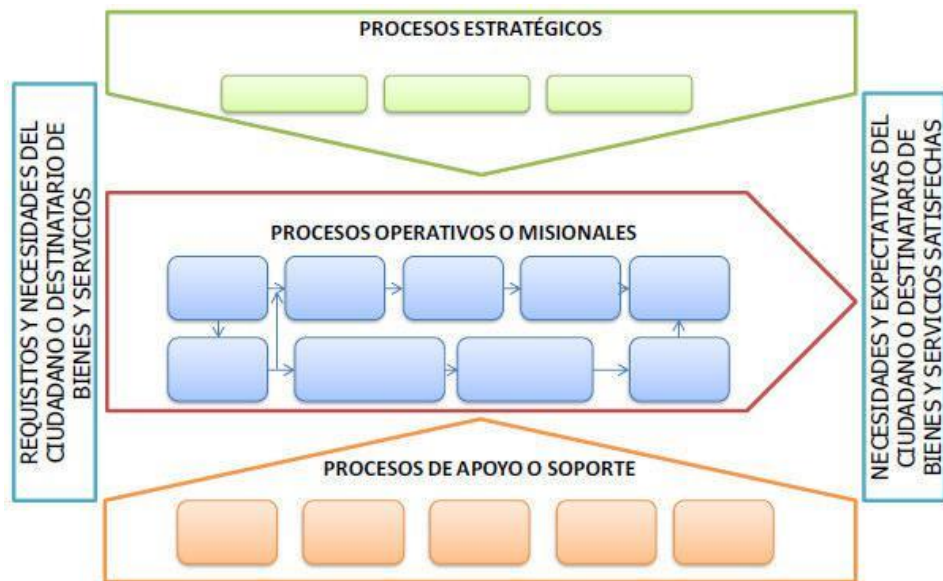 PROCESOS ESTRATÉGICOS
REQUISITOS Y NECESIDADES DEL
CIUDADANO O DESTINATARIO DE
BIENES Y SERVICIOS
PROCESOS OPERATIVOS O MISIONALES
NECESIDADES Y EXPECTATIVAS DEL
CIUDADANO O DESTINATARIO DE
BIENES Y SERVICIOS SATISFECHAS
PROCESOS DE APOYO O SOPORTE